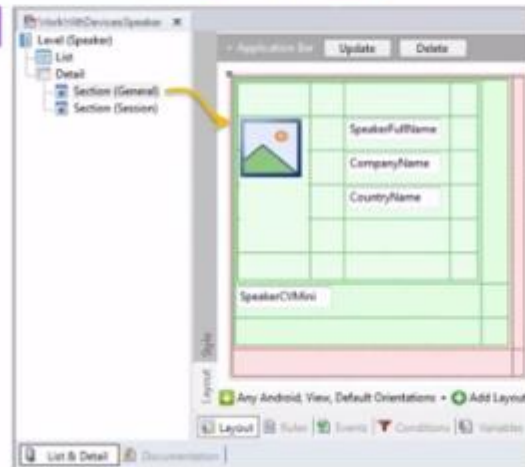 WorkWithDevicesSpeaker
Level (Speaker)
List
Detail
Section (General)
Section (Session)
Application Bar
Update
Delete
SpeakerFullName
CompanyName
CountryName
SpeakerCVMini
Style
Layout
Any Android, View, Default Orientations
Add Layout
Layout
Rules
Events
Conditions
Variables
List & Detail
Documentation